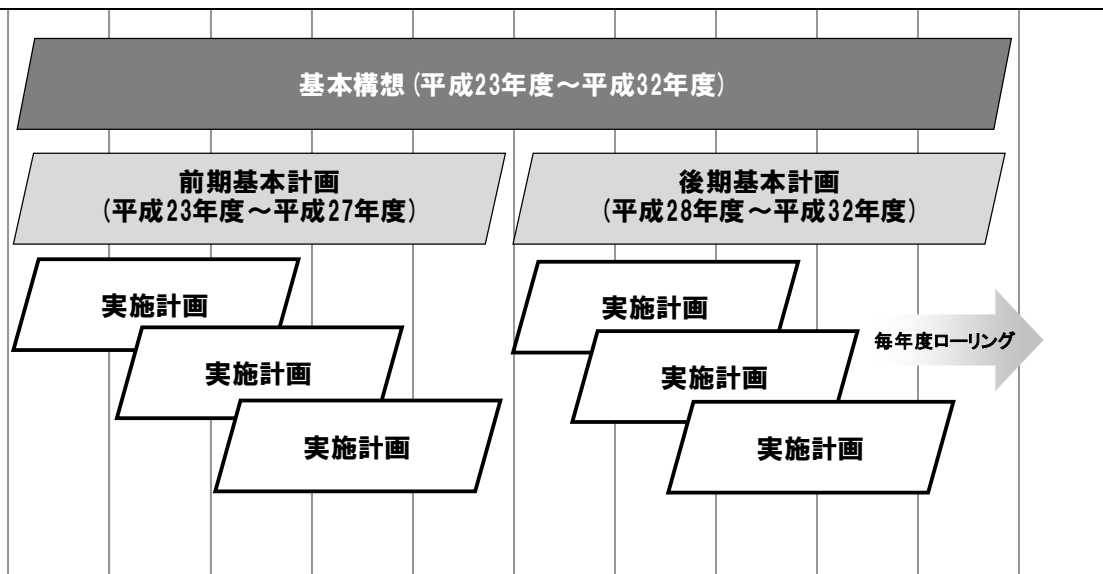 基本構想(平成23年度～平成32年度)
前期基本計画
(平成23年度～平成27年度)
後期基本計画
(平成28年度～平成32年度)
実施計画
実施計画
実施計画
実施計画
実施計画
実施計画
毎年度ローリング